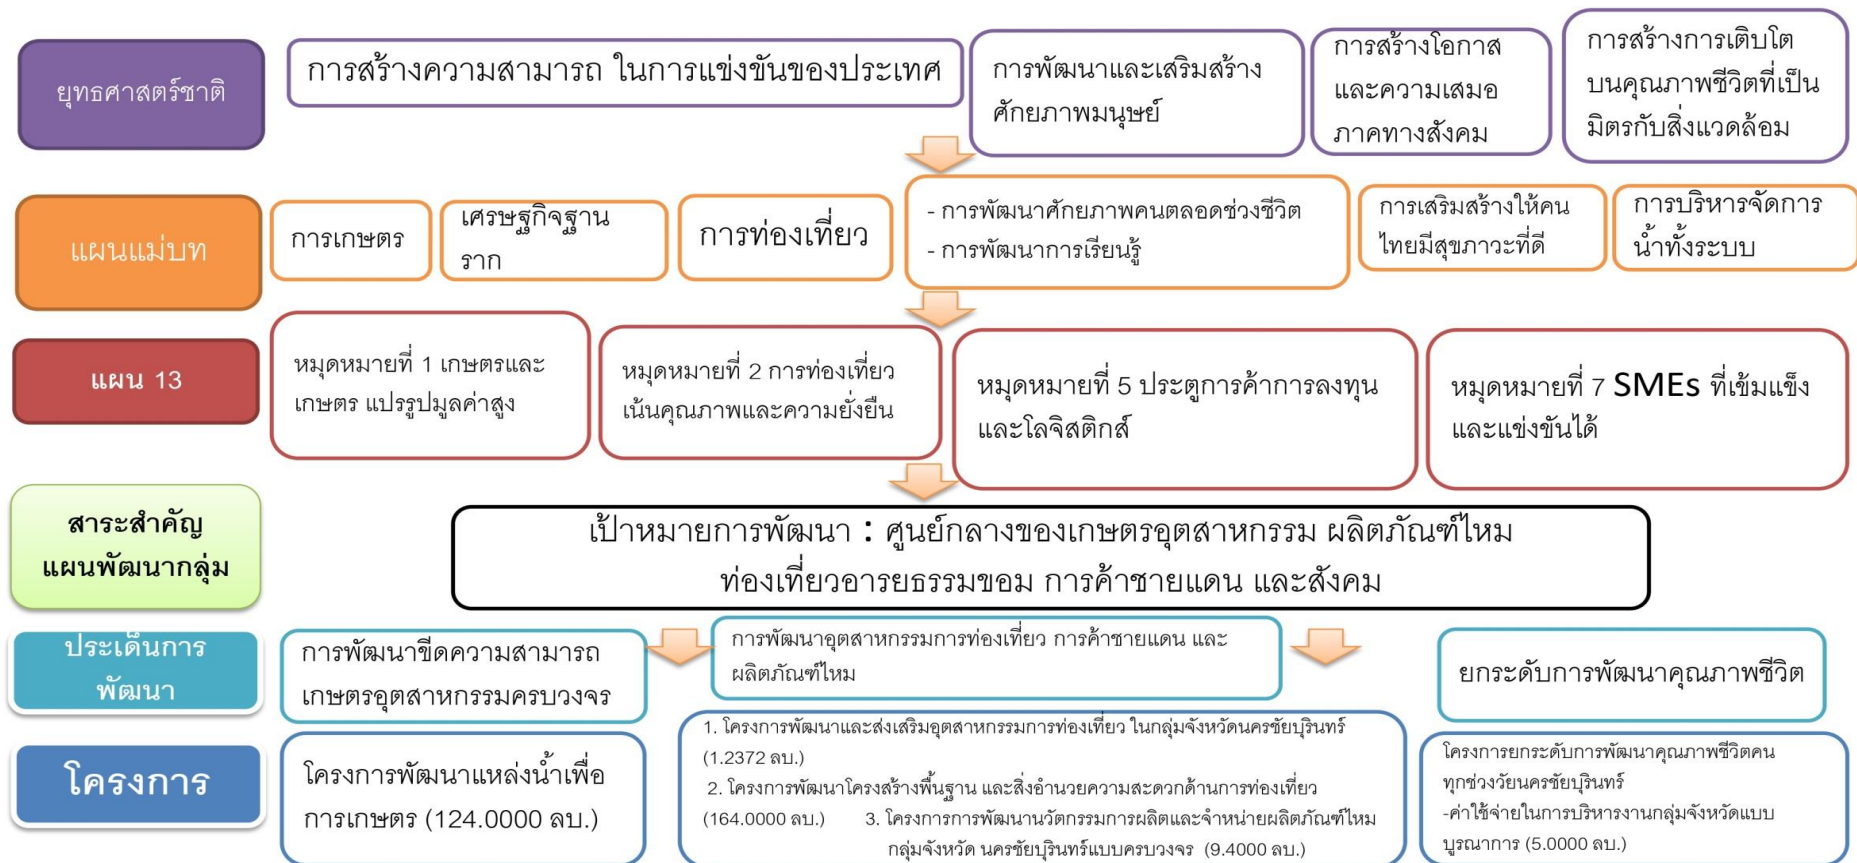 ยุทธศาสตร์ชาติ
การสร้างความสามารถ ในการแข่งขันของประเทศ
การพัฒนาและเสริมสร้าง
ศักยภาพมนุษย์
การสร้างโอกาส
และความเสมอ
ภาคทางสังคม
การสร้างการเติบโต
บนคุณภาพชีวิตที่เป็น
มิตรกับสิ่งแวดล้อม
แผนแม่บท
การเกษตร
เศรษฐกิจฐาน
ราก
การท่องเที่ยว
- การพัฒนาศักยภาพคนตลอดช่วงชีวิต
- การพัฒนาการเรียนรู้
การเสริมสร้างให้คน
ไทยมีสุขภาวะที่ดี
การบริหารจัดการ
น้ำทั้งระบบ
แผน 13
หมุดหมายที่ 1 เกษตรและ
เกษตร แปรรูปมูลค่าสูง
หมุดหมายที่ 2 การท่องเที่ยว
เน้นคุณภาพและความยั่งยืน
หมุดหมายที่ 5 ประตูการค้าการลงทุน
และโลจิสติกส์
หมุดหมายที่ 7 SMEs ที่เข้มแข็ง
และแข่งขันได้
สาระสำคัญ
แผนพัฒนากลุ่ม
เป้าหมายการพัฒนา : ศูนย์กลางของเกษตรอุตสาหกรรม ผลิตภัณฑ์ไหม
ท่องเที่ยวอารยธรรมขอม การค้าชายแดน และสังคม
ประเด็นการ
พัฒนา
การพัฒนาขีดความสามารถ
เกษตรอุตสาหกรรมครบวงจร
การพัฒนาอุตสาหกรรมการท่องเที่ยว การค้าชายแดน และ
ผลิตภัณฑ์ไหม
ยกระดับการพัฒนาคุณภาพชีวิต
โครงการ
โครงการพัฒนาแหล่งน้ำเพื่อ
การเกษตร (124.0000 ลบ.)
1. โครงการพัฒนาและส่งเสริมอุตสาหกรรมการท่องเที่ยว ในกลุ่มจังหวัดนครชัยบุรินทร์
(1.2372 ลบ.)
2. โครงการพัฒนาโครงสร้างพื้นฐาน และสิ่งอำนวยความสะดวกด้านการท่องเที่ยว
(164.0000 ลบ.) 3. โครงการการพัฒนานวัตกรรมการผลิตและจำหน่ายผลิตภัณฑ์ไหม
กลุ่มจังหวัด นครชัยบุรินทร์แบบครบวงจร (9.4000 ลบ.)
โครงการยกระดับการพัฒนาคุณภาพชีวิตคน
ทุกช่วงวัยนครชัยบุรินทร์
-ค่าใช้จ่ายในการบริหารงานกลุ่มจังหวัดแบบ
บูรณาการ (5.0000 ลบ.)